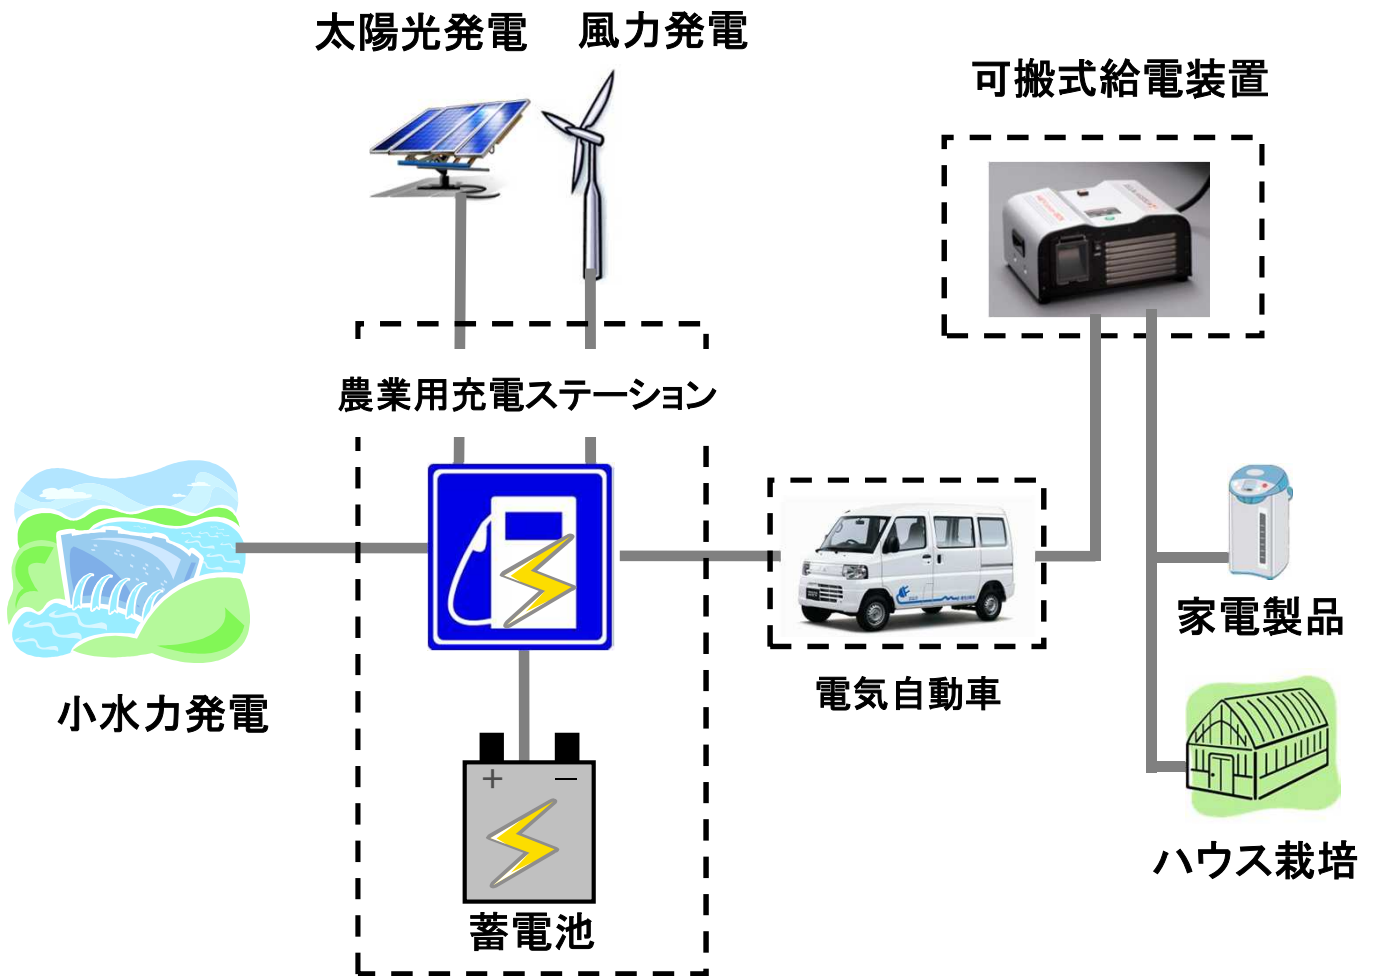 太陽光発電
風力発電
可搬式給電装置
農業用充電ステーション
小水力発電
電気自動車
家電製品
+ −
蓄電池
ハウス栽培